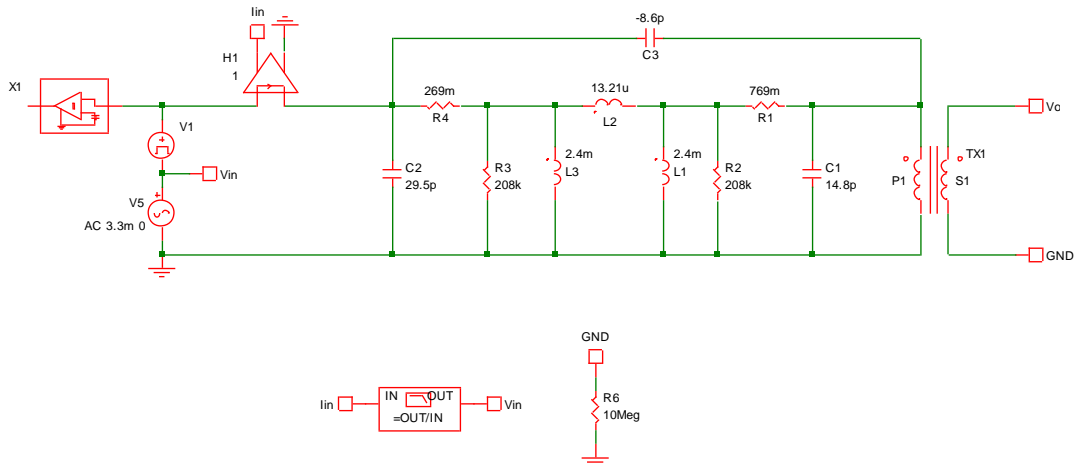 -8.6p
C3
Iin
H1
1
X1
V1
Vin
V5
AC 3.3m 0
269m
R4
13.21u
L2
769m
R1
C2
29.5p
R3
208k
2.4m
L3
2.4m
L1
R2
208k
C1
14.8p
P1
TX1
S1
Vo
GND
GND
R6
10Meg
Iin
IN
OUT
=OUT/IN
Vin